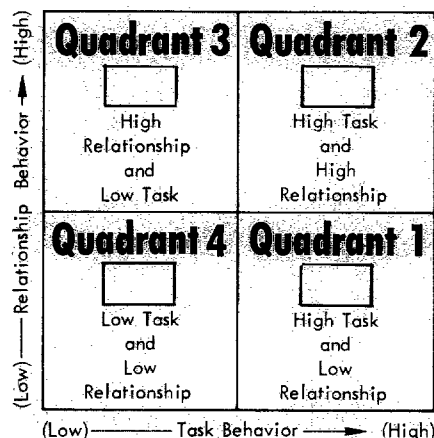 Quadrant 3
High
Relationship
and
Low Task
Quadrant 2
High Task
and
High
Relationship
Quadrant 4
Low Task
and
Low
Relationship
Quadrant 1
High Task
and
Low
Relationship
(Low) Relationship Behavior (High)
(Low) Task Behavior (High)